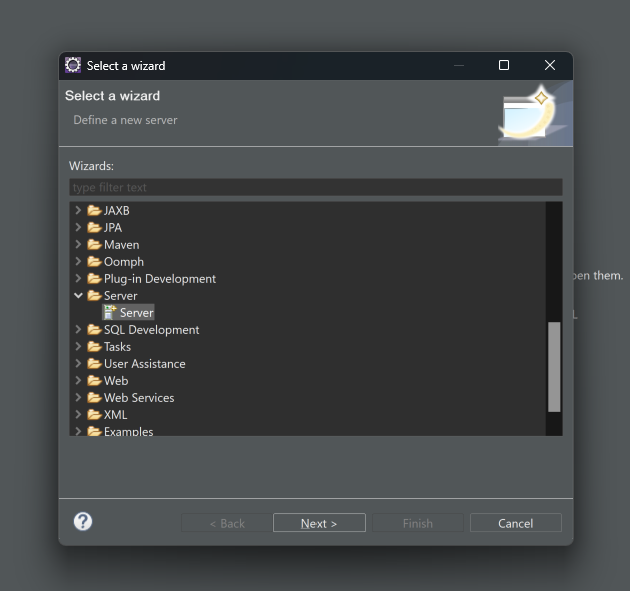 Select a wizard
Select a wizard
Define a new server
Wizards:
type filter text
JAXB
JPA
Maven
Oomph
Plug-in Development
pen them.
Server
Server
SQL Development
Tasks
User Assistance
Web
Web Services
XML
Examples
? < Back Next > Finish Cancel